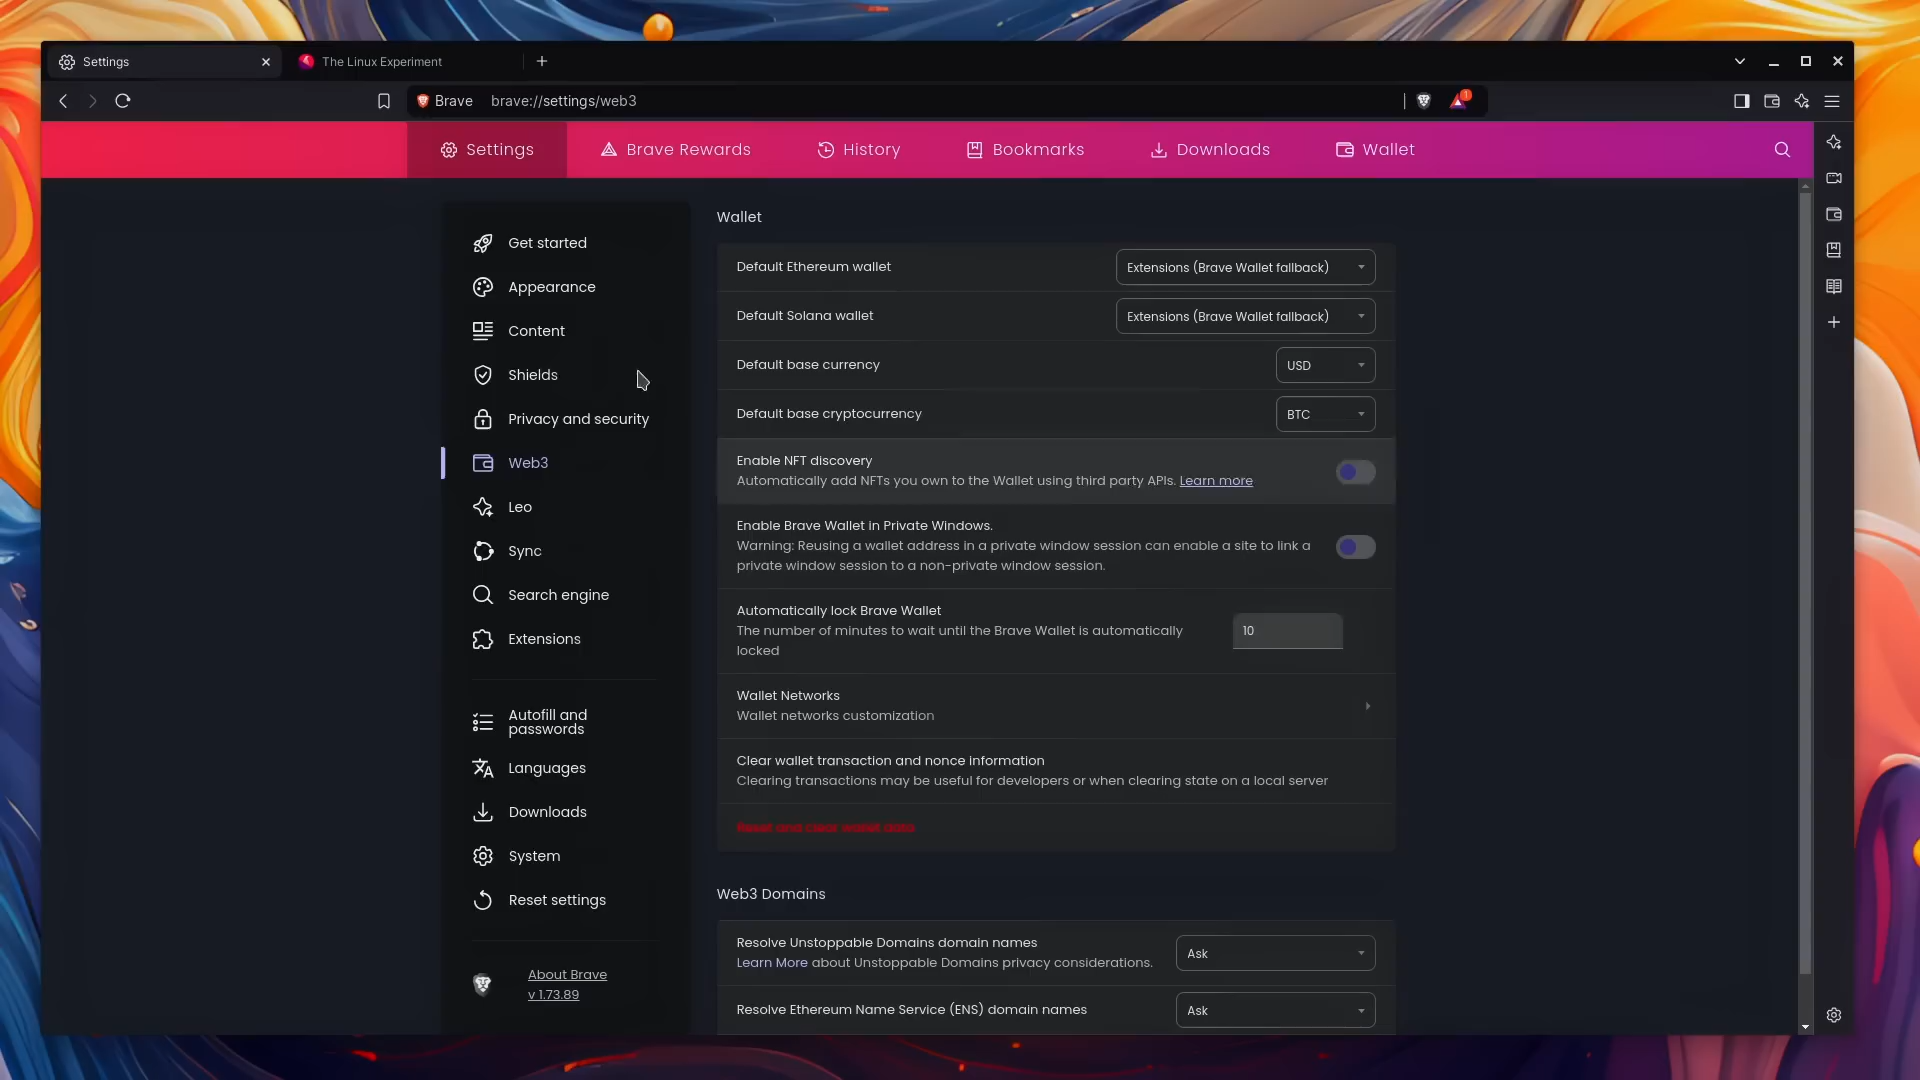 Settings
The Linux Experiment
Brave
brave://settings/web3
1
Settings
Brave Rewards
History
Bookmarks
Downloads
Wallet
Get started
Appearance
Content
Shields
Privacy and security
Web3
Leo
Sync
Search engine
Extensions
Autofill and
passwords
Languages
Downloads
System
Reset settings
About Brave
v 1.73.89
Wallet
Default Ethereum wallet
Extensions (Brave Wallet fallback)
Default Solana wallet
Extensions (Brave Wallet fallback)
Default base currency
USD
Default base cryptocurrency
BTC
Enable NFT discovery
Automatically add NFTs you own to the Wallet using third party APIs. Learn more
Enable Brave Wallet in Private Windows.
Warning: Reusing a wallet address in a private window session can enable a site to link a
private window session to a non-private window session.
Automatically lock Brave Wallet
The number of minutes to wait until the Brave Wallet is automatically
locked
10
Wallet Networks
Wallet networks customization
Clear wallet transaction and nonce information
Clearing transactions may be useful for developers or when clearing state on a local server
Reset and clear wallet data
Web3 Domains
Resolve Unstoppable Domains domain names
Learn More about Unstoppable Domains privacy considerations.
Ask
Resolve Ethereum Name Service (ENS) domain names
Ask